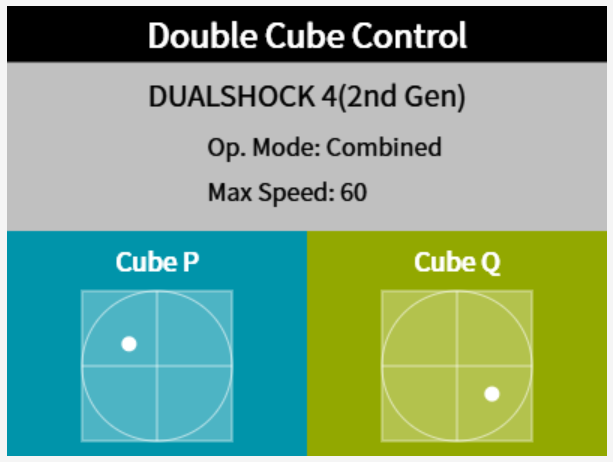 Double Cube Control
DUALSHOCK 4(2nd Gen)
Op. Mode: Combined
Max Speed: 60
Cube P
Cube Q